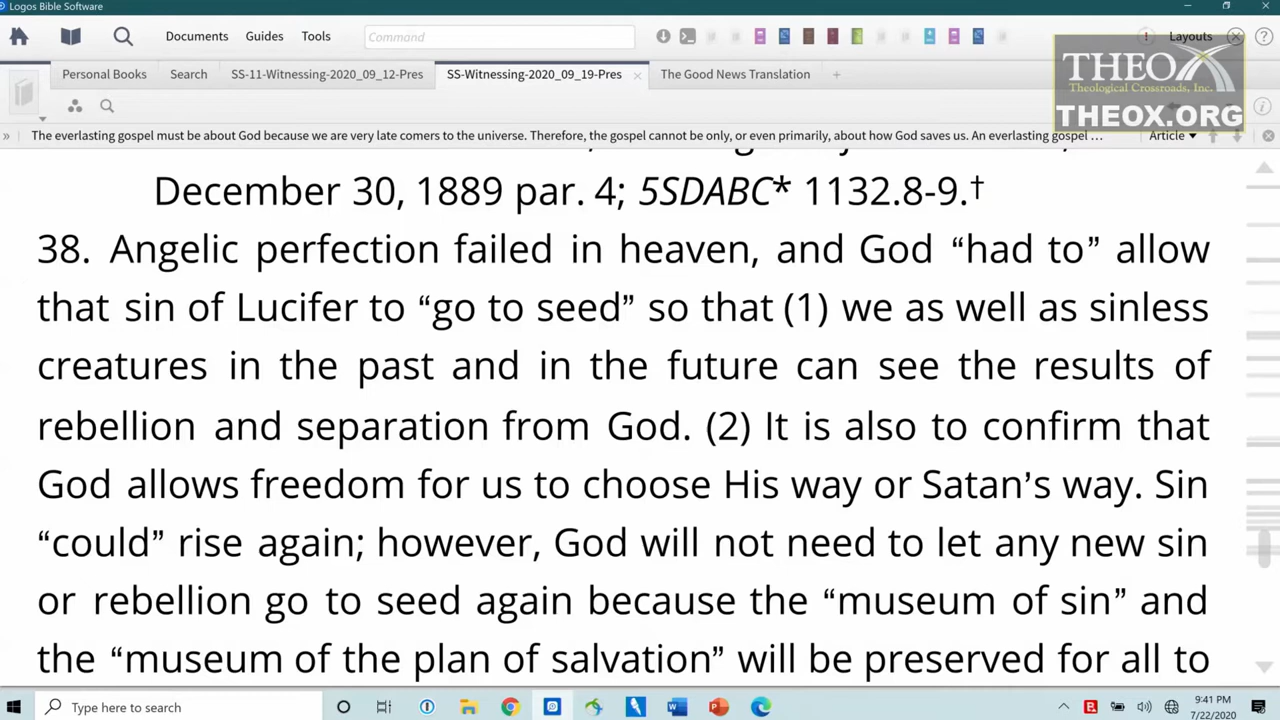 Logos Bible Software
Documents Guides Tools Command Layouts
Personal Books Search SS-11-Witnessing-2020_09_12-Pres SS-Witnessing-2020_09_19-Pres The Good News Translation
THEOX
Theological Crossroads, Inc.
THEOX.ORG
» The everlasting gospel must be about God because we are very late comers to the universe. Therefore, the gospel cannot be only, or even primarily, about how God saves us. An everlasting gospel ... Article
December 30, 1889 par. 4; 5SDABC* 1132.8-9.†
38. Angelic perfection failed in heaven, and God “had to” allow
that sin of Lucifer to “go to seed” so that (1) we as well as sinless
creatures in the past and in the future can see the results of
rebellion and separation from God. (2) It is also to confirm that
God allows freedom for us to choose His way or Satan’s way. Sin
“could” rise again; however, God will not need to let any new sin
or rebellion go to seed again because the “museum of sin” and
the “museum of the plan of salvation” will be preserved for all to
Type here to search
9:41 PM
7/22/2020